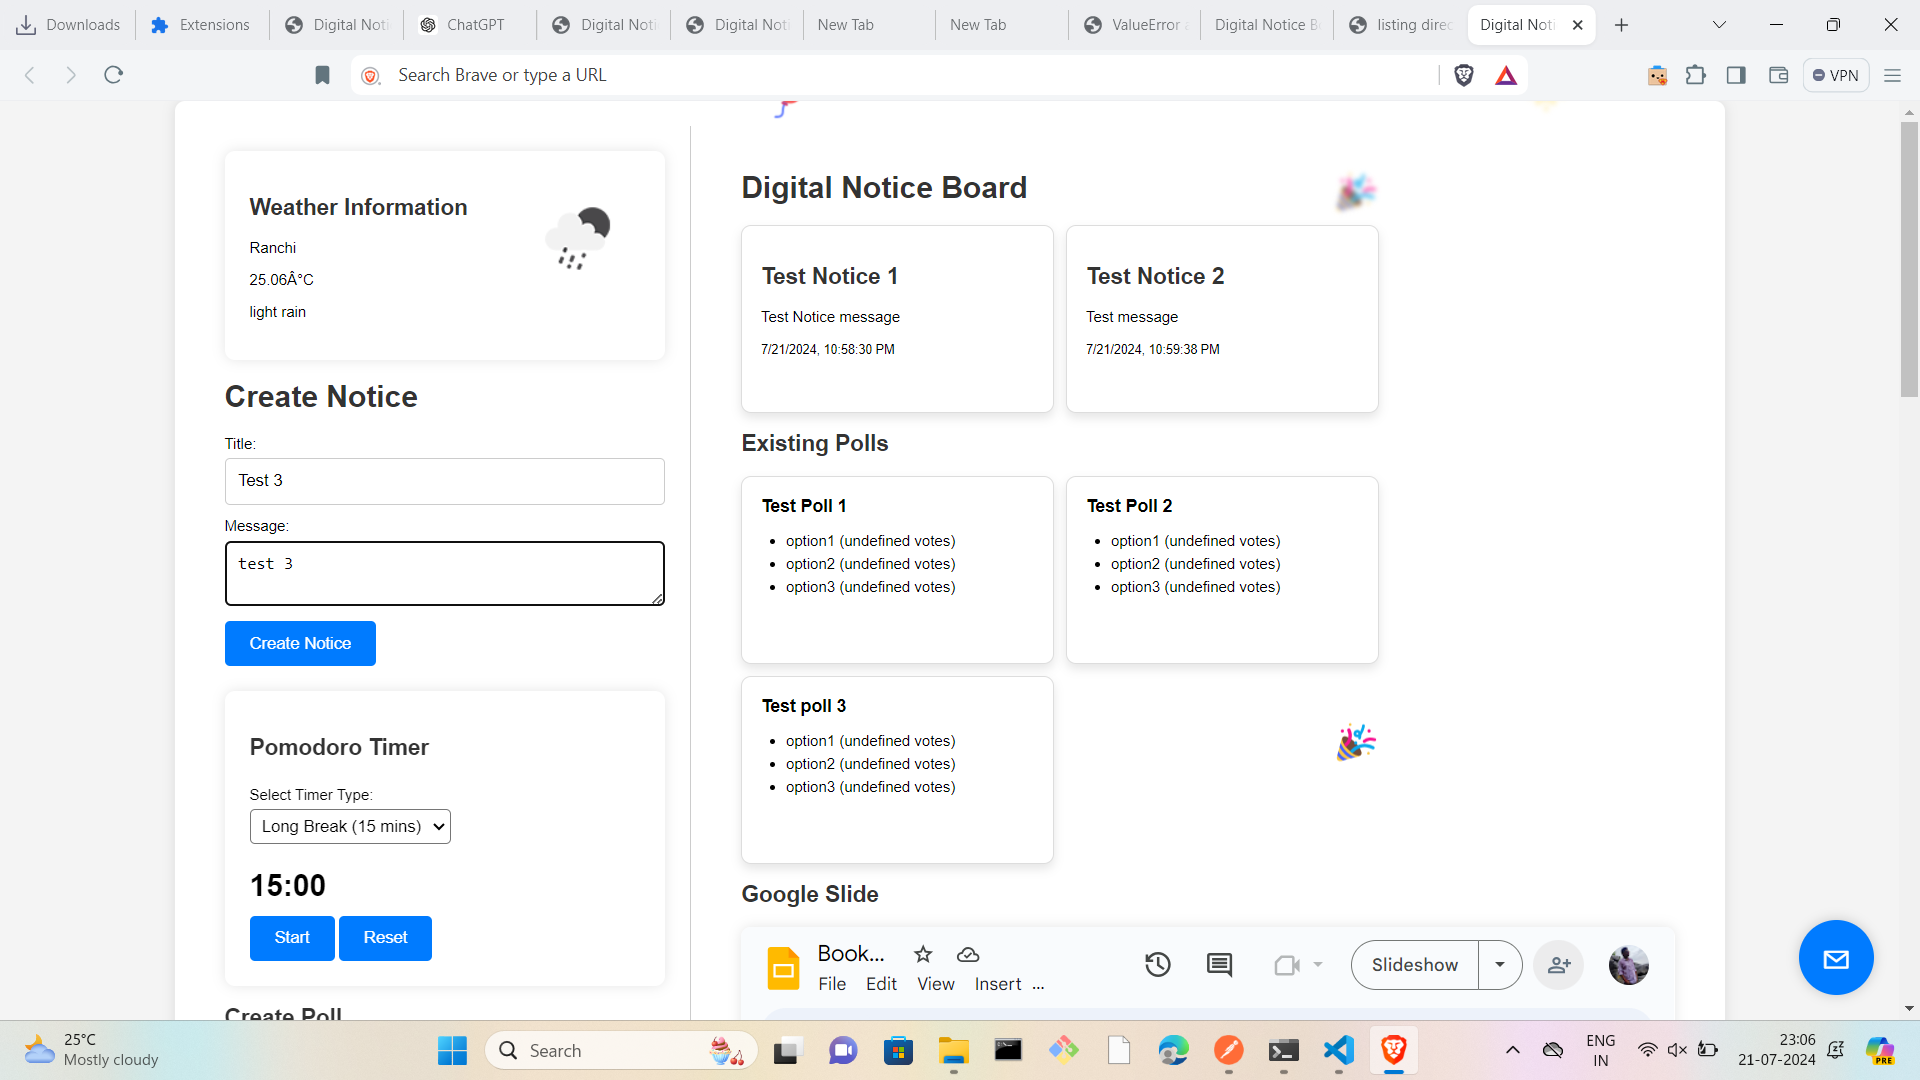 Downloads
Extensions
Digital Noti
ChatGPT
Digital Noti
Digital Noti
New Tab
New Tab
ValueError a
Digital Notice B
listing direc
Digital Noti
Search Brave or type a URL
VPN
Weather Information
Ranchi
25.06Â°C
light rain
Create Notice
Title:
Test 3
Message:
test 3
Create Notice
Pomodoro Timer
Select Timer Type:
Long Break (15 mins)
15:00
Start Reset
Create Poll
Digital Notice Board
Test Notice 1
Test Notice message
7/21/2024, 10:58:30 PM
Test Notice 2
Test message
7/21/2024, 10:59:38 PM
Existing Polls
Test Poll 1
option1 (undefined votes)
option2 (undefined votes)
option3 (undefined votes)
Test Poll 2
option1 (undefined votes)
option2 (undefined votes)
option3 (undefined votes)
Test poll 3
option1 (undefined votes)
option2 (undefined votes)
option3 (undefined votes)
Google Slide
Book...
File Edit View Insert ...
Slideshow
25°C
Mostly cloudy
Search
ENG
IN
23:06
21-07-2024
PRE